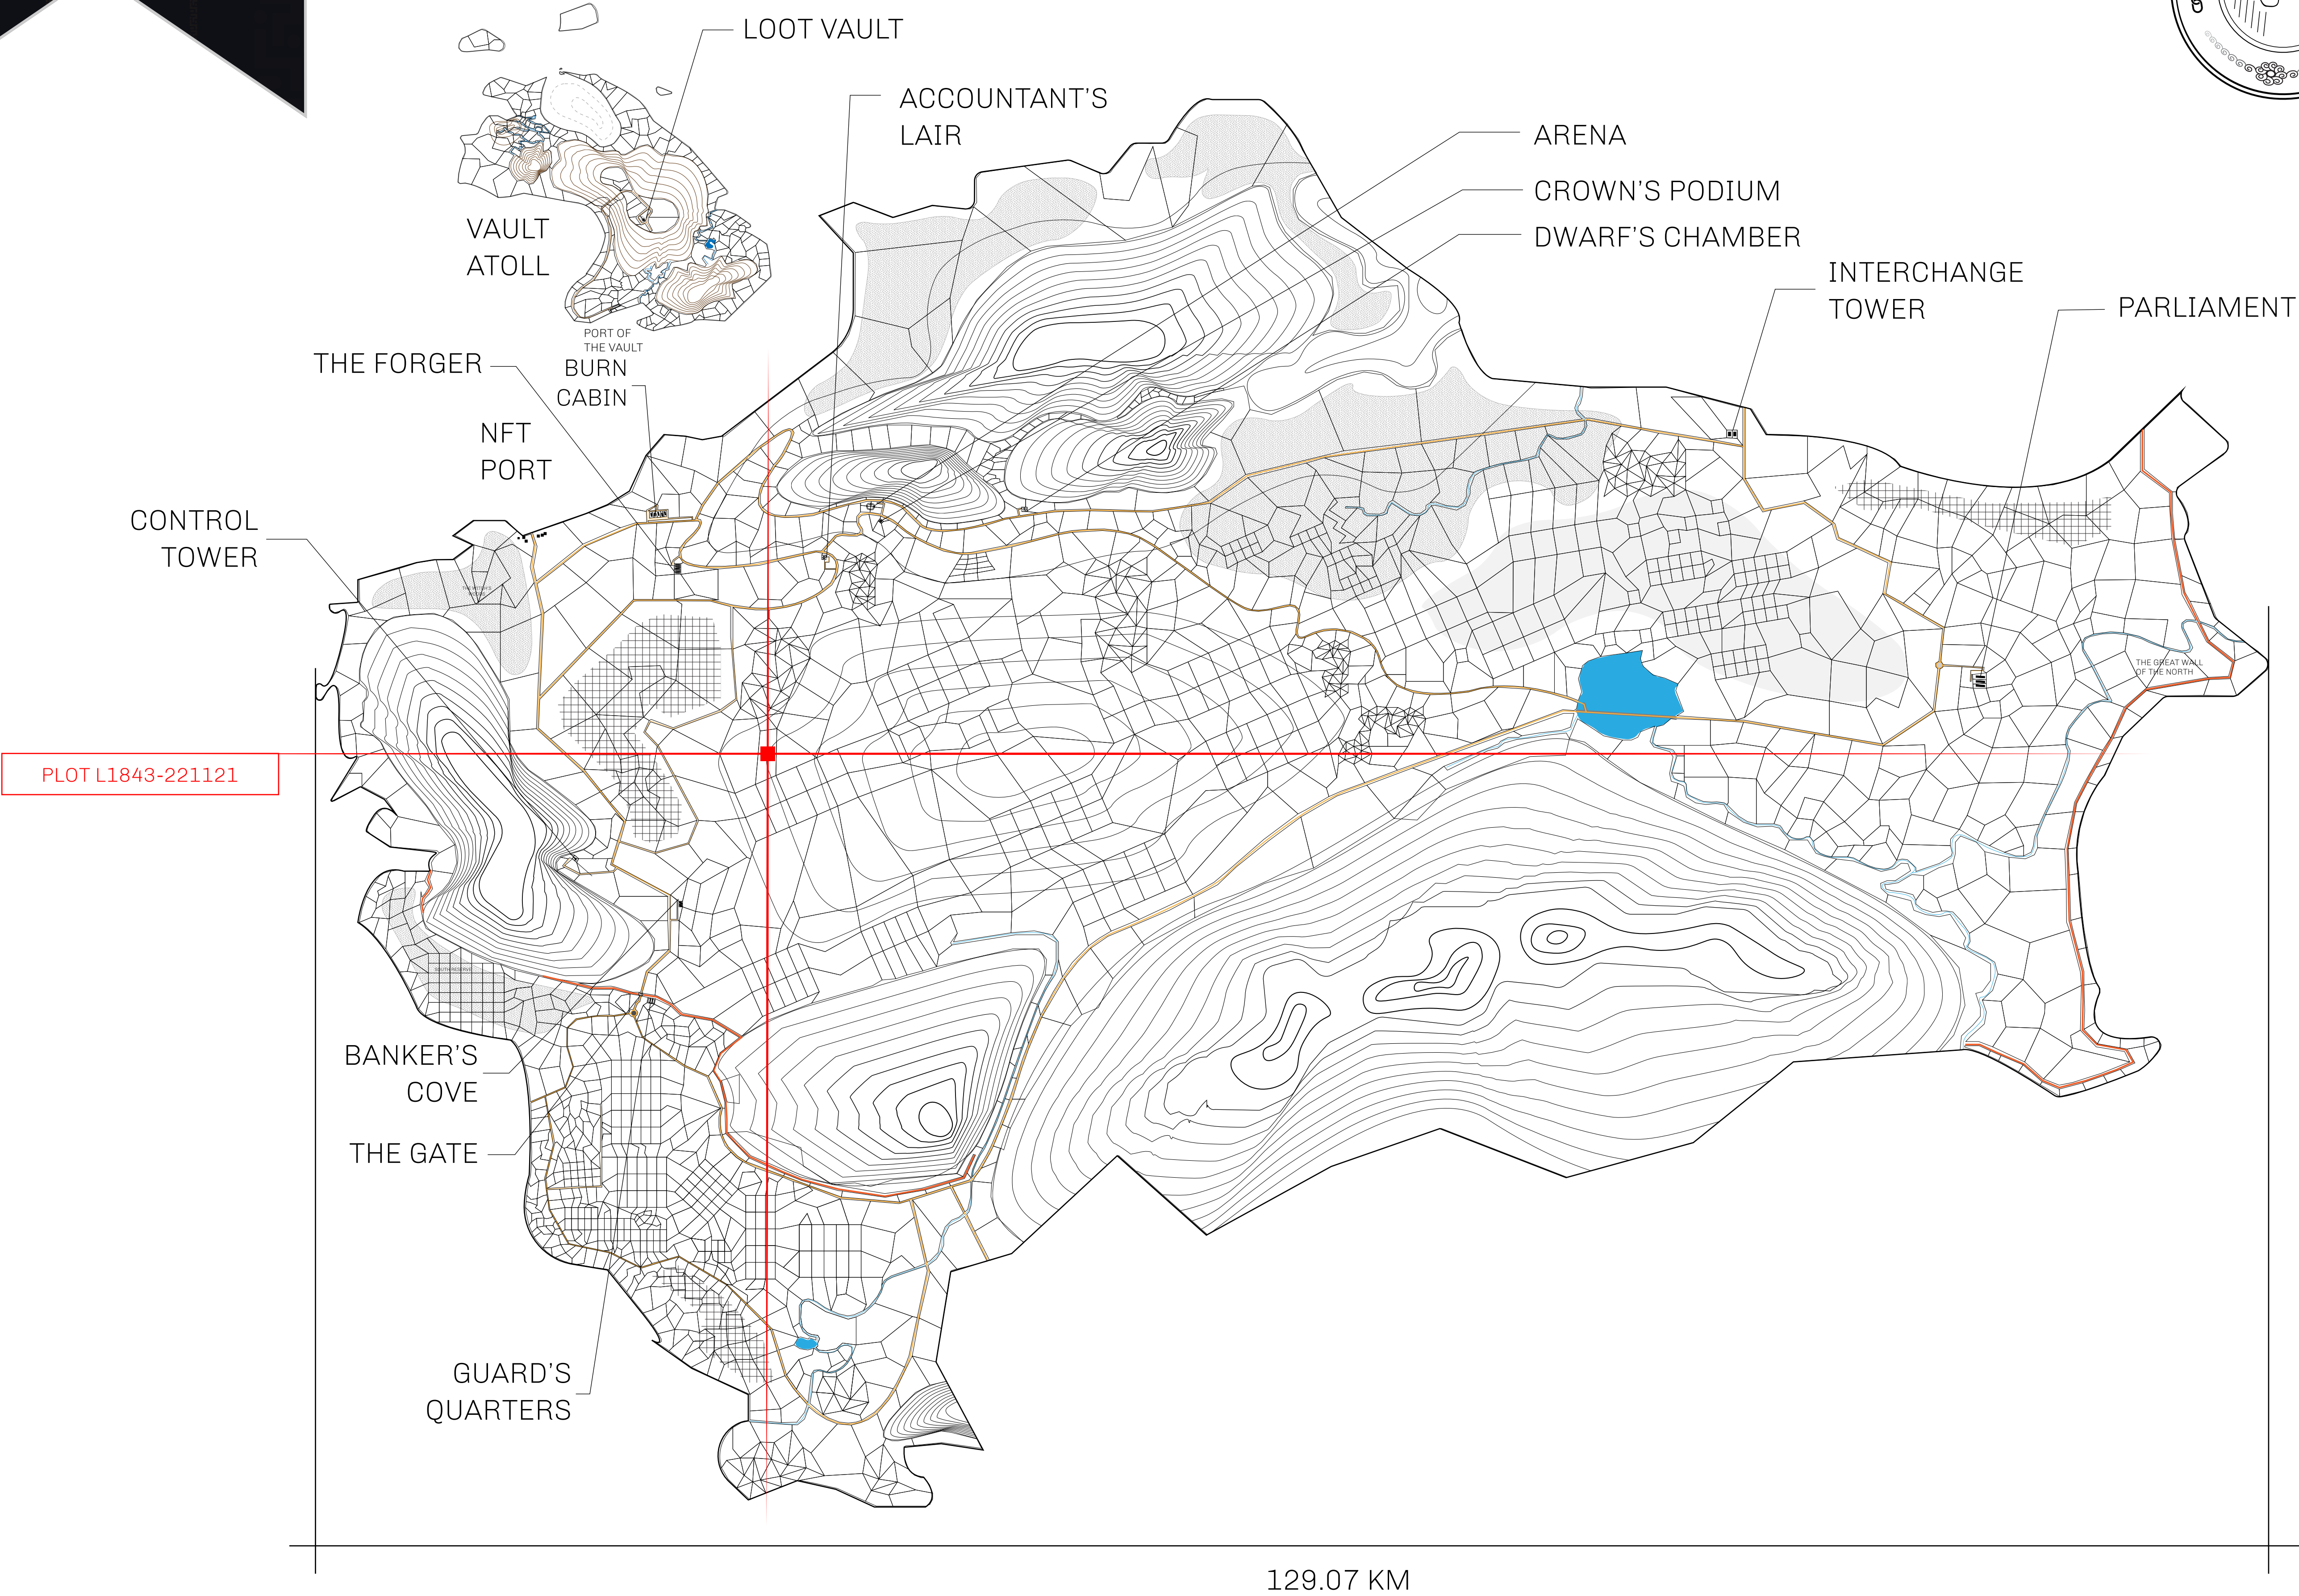 LOOT VAULT
ACCOUNTANT'S
LAIR
ARENA
CROWN'S PODIUM
DWARF'S CHAMBER
INTERCHANGE
TOWER
PARLIAMENT
VAULT
ATOLL
PORT OF
THE VAULT
THE FORGER
BURN
CABIN
NFT
PORT
CONTROL
TOWER
THE GREAT WALL
OF THE NORTH
PLOT L1843-221121
SOUTH RESERVE
BANKER'S
COVE
THE GATE
GUARD'S
QUARTERS
129.07 KM